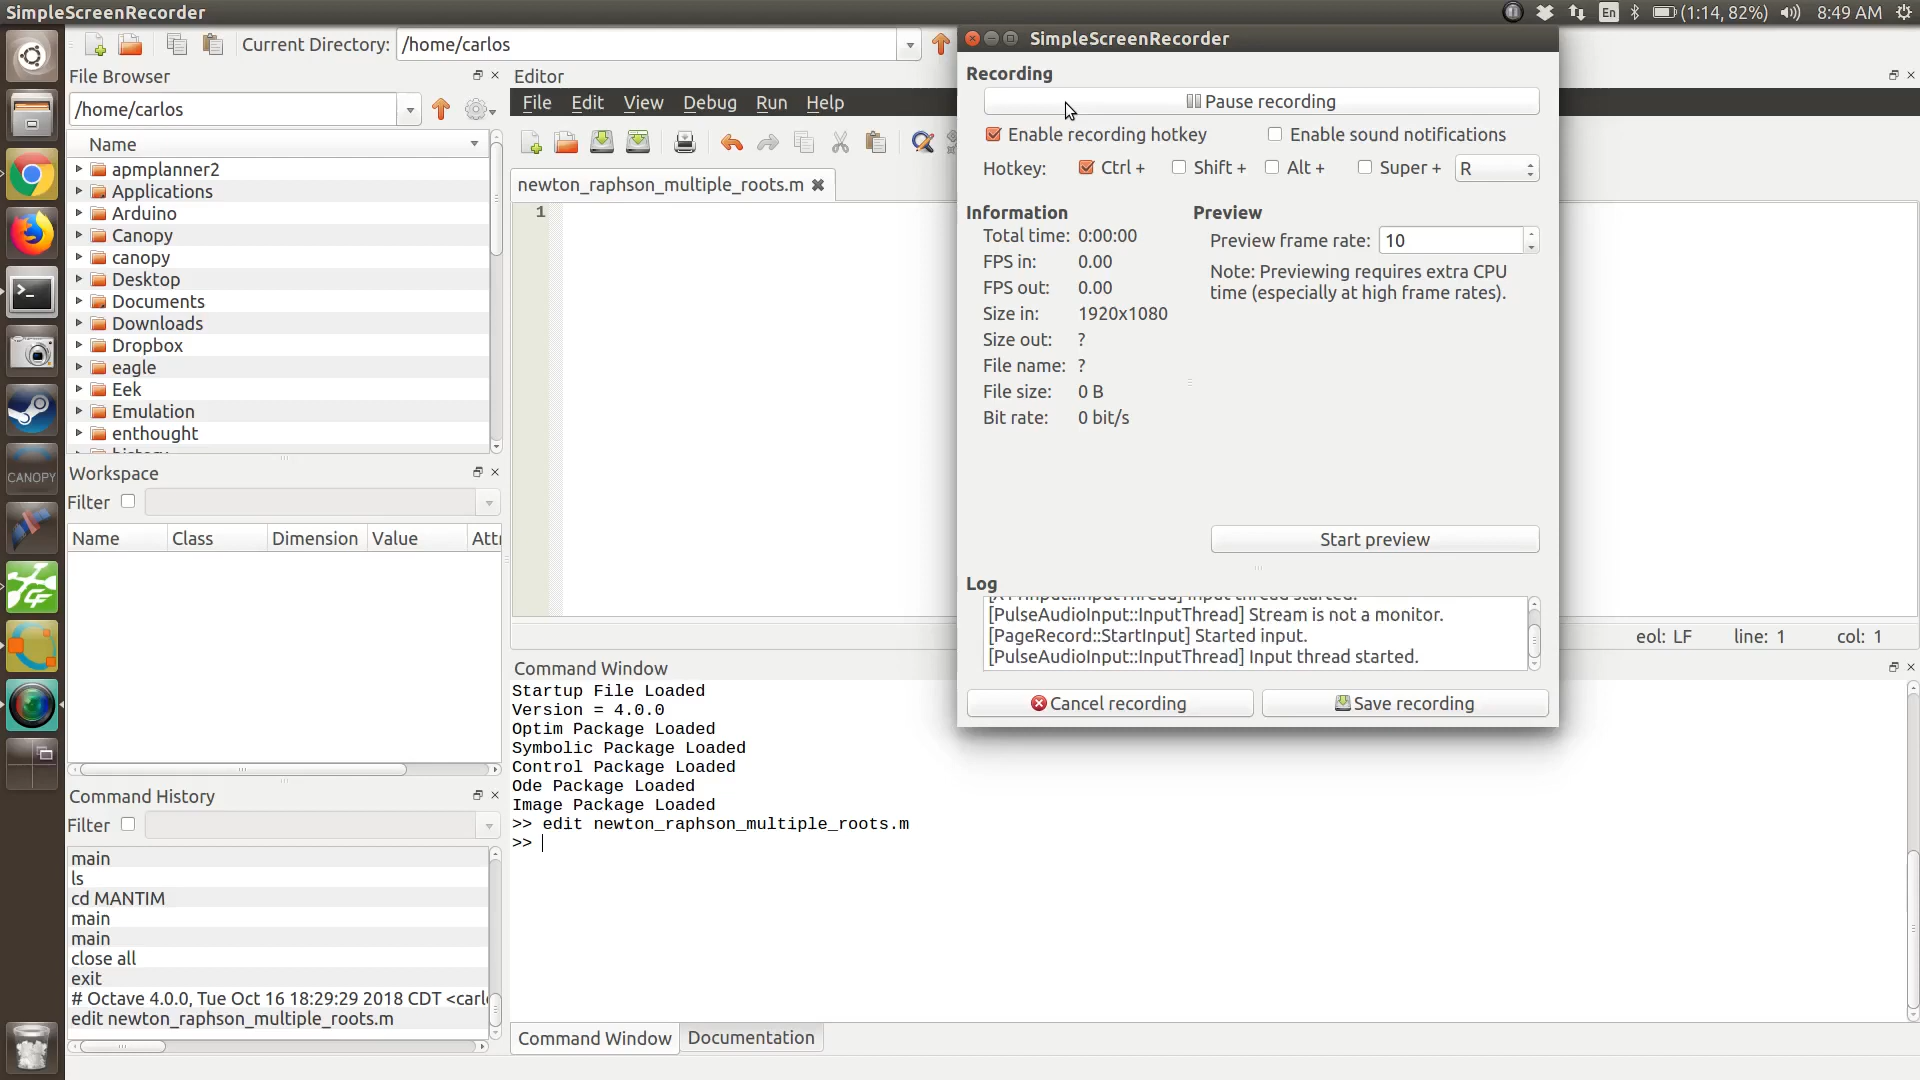 SimpleScreenRecorder
En
(1:14, 82%)
8:49 AM
Current Directory:
/home/carlos
File Browser
/home/carlos
Name
apmplanner2
Applications
Arduino
Canopy
canopy
Desktop
Documents
Downloads
Dropbox
eagle
Eek
Emulation
enthought
CANOPY
Workspace
Filter
Name Class Dimension Value Attr
Command History
Filter
main
ls
cd MANTIM
main
main
close all
exit
# Octave 4.0.0, Tue Oct 16 18:29:29 2018 CDT <carlo
edit newton_raphson_multiple_roots.m
Editor
File Edit View Debug Run Help
newton_raphson_multiple_roots.m
1
eol: LF line: 1 col: 1
Command Window
Startup File Loaded
Version = 4.0.0
Optim Package Loaded
Symbolic Package Loaded
Control Package Loaded
Ode Package Loaded
Image Package Loaded
>> edit newton_raphson_multiple_roots.m
>>
Command Window Documentation
SimpleScreenRecorder
Recording
Pause recording
Enable recording hotkey Enable sound notifications
Hotkey: Ctrl + Shift + Alt + Super + R
Information
Total time: 0:00:00
FPS in: 0.00
FPS out: 0.00
Size in: 1920x1080
Size out: ?
File name: ?
File size: 0 B
Bit rate: 0 bit/s
Preview
Preview frame rate: 10
Note: Previewing requires extra CPU
time (especially at high frame rates).
Start preview
Log
[PulseAudioInput::InputThread] Stream is not a monitor.
[PageRecord::StartInput] Started input.
[PulseAudioInput::InputThread] Input thread started.
Cancel recording Save recording